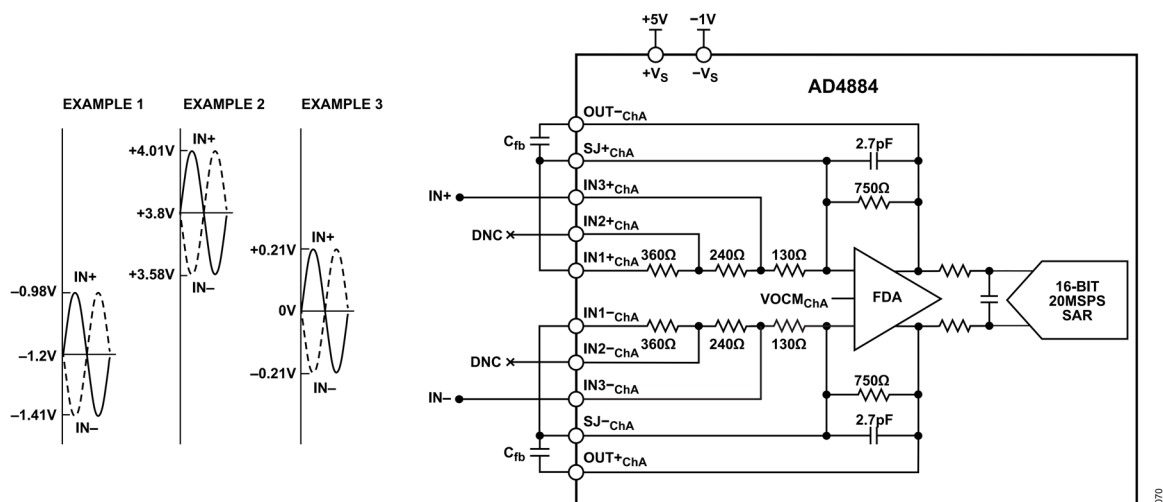 +5V −1V
+VS −VS
AD4884
EXAMPLE 1 EXAMPLE 2 EXAMPLE 3
IN+
+4.01V
+3.8V
+3.58V
IN−
IN+
+0.21V
0V
−0.21V
IN−
IN+
−0.98V
−1.2V
−1.41V
IN−
OUT−ChA
Cfb
SJ+ChA
2.7pF
IN+
IN3+ChA
750Ω
DNC
IN2+ChA
IN1+ChA
360Ω 240Ω 130Ω
VOCMChA
FDA
16-BIT
20MSPS
SAR
IN1−ChA
360Ω 240Ω 130Ω
DNC
IN2−ChA
IN−
IN3−ChA
750Ω
SJ−ChA
2.7pF
Cfb
OUT+ChA
070